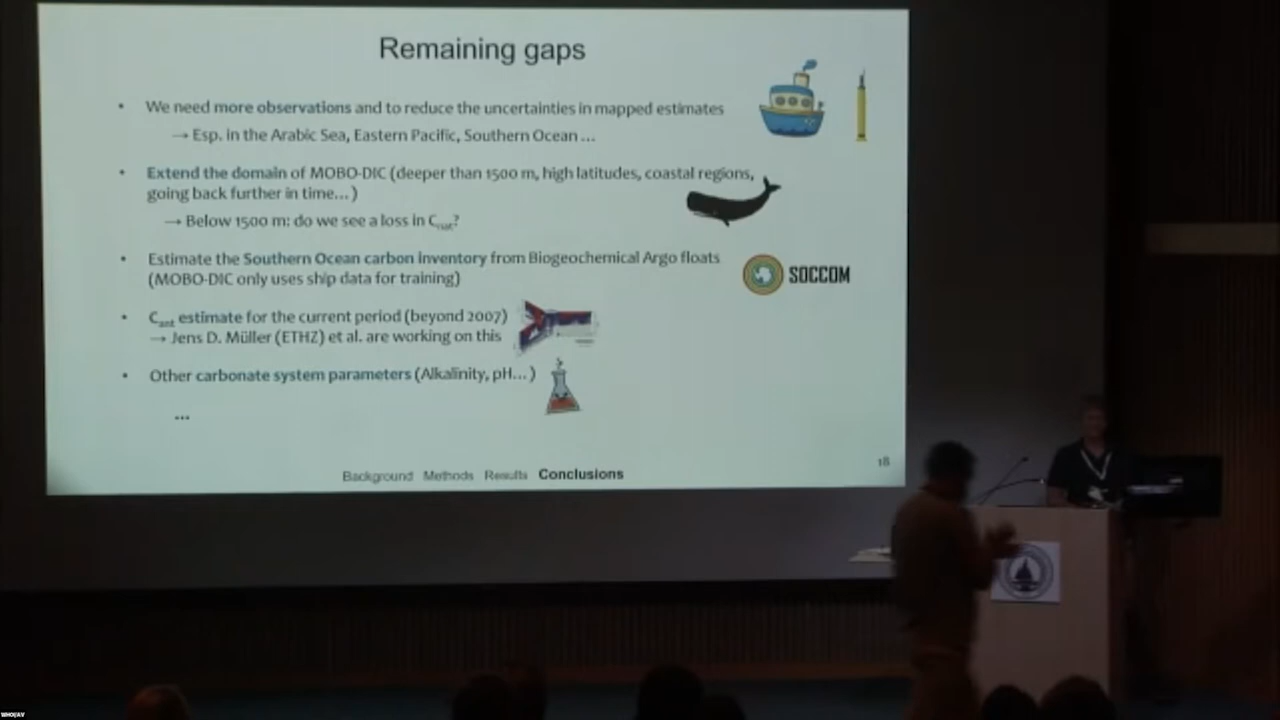 Remaining gaps
• We need more observations and to reduce the uncertainties in mapped estimates
→ Esp. in the Arabic Sea, Eastern Pacific, Southern Ocean ...
• Extend the domain of MOBO-DIC (deeper than 1500 m, high latitudes, coastal regions,
going back further in time...)
→ Below 1500 m: do we see a loss in Cnat?
• Estimate the Southern Ocean carbon inventory from Biogeochemical Argo floats
(MOBO-DIC only uses ship data for training)
SOCCOM
• Cant estimate for the current period (beyond 2007)
→ Jens D. Müller (ETHZ) et al. are working on this
• Other carbonate system parameters (Alkalinity, pH...)
...
Background Methods Results Conclusions
18
WHOI/AV